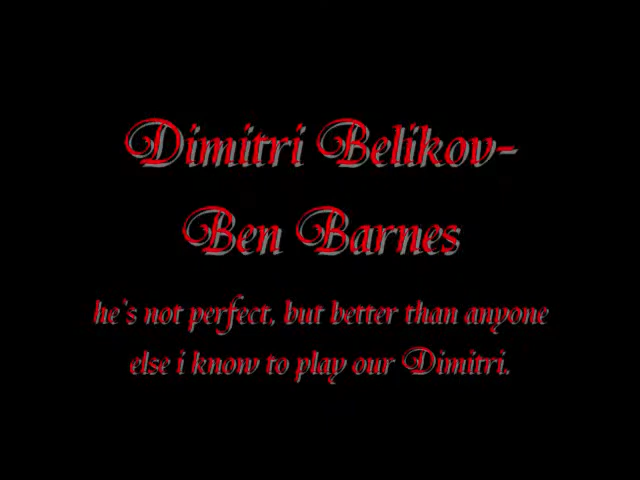 Dimitri Belikov-
Ben Barnes
he's not perfect, but better than anyone
else i know to play our Dimitri.